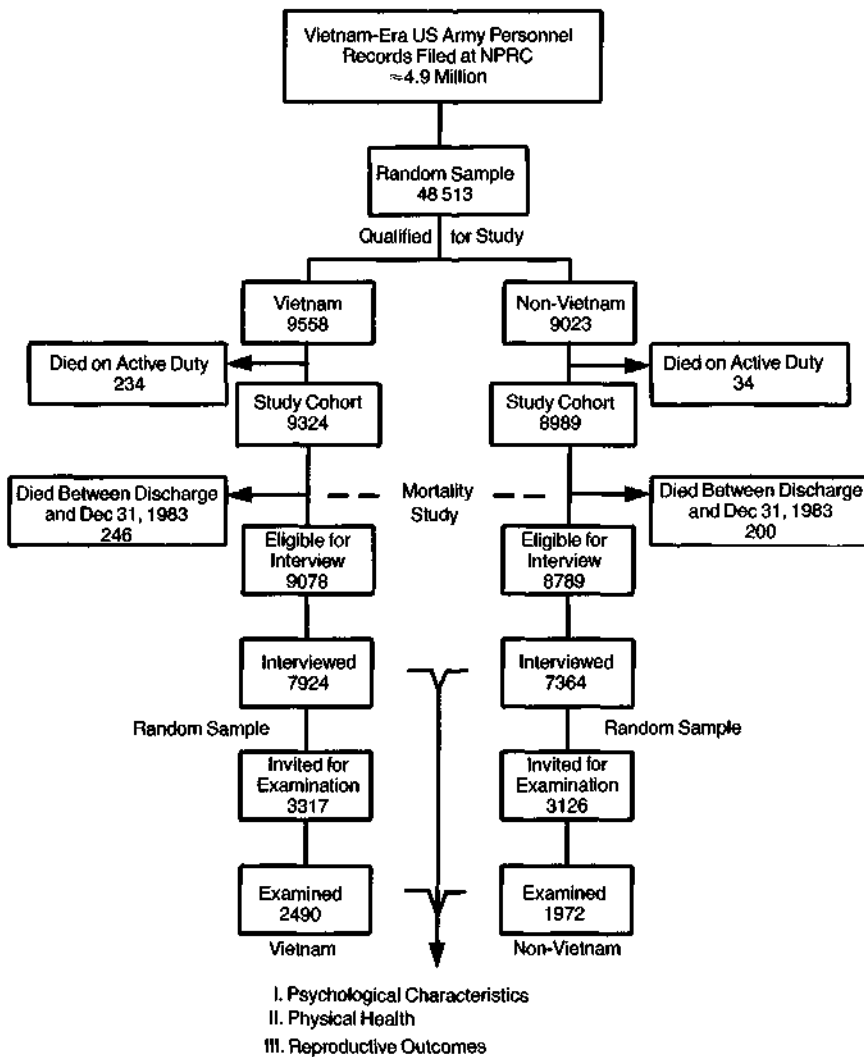 Vietnam-Era US Army Personnel
Records Filed at NPRC
≈4.9 Million
Random Sample
48 513
Qualified for Study
Vietnam
9558
Non-Vietnam
9023
Died on Active Duty
234
Died on Active Duty
34
Study Cohort
9324
Study Cohort
8989
Died Between Discharge
and Dec 31, 1983
246
Mortality
Study
Died Between Discharge
and Dec 31, 1983
200
Eligible for
Interview
9078
Eligible for
Interview
8789
Interviewed
7924
Interviewed
7364
Random Sample
Random Sample
Invited for
Examination
3317
Invited for
Examination
3126
Examined
2490
Examined
1972
Vietnam
Non-Vietnam
I. Psychological Characteristics
II. Physical Health
III. Reproductive Outcomes